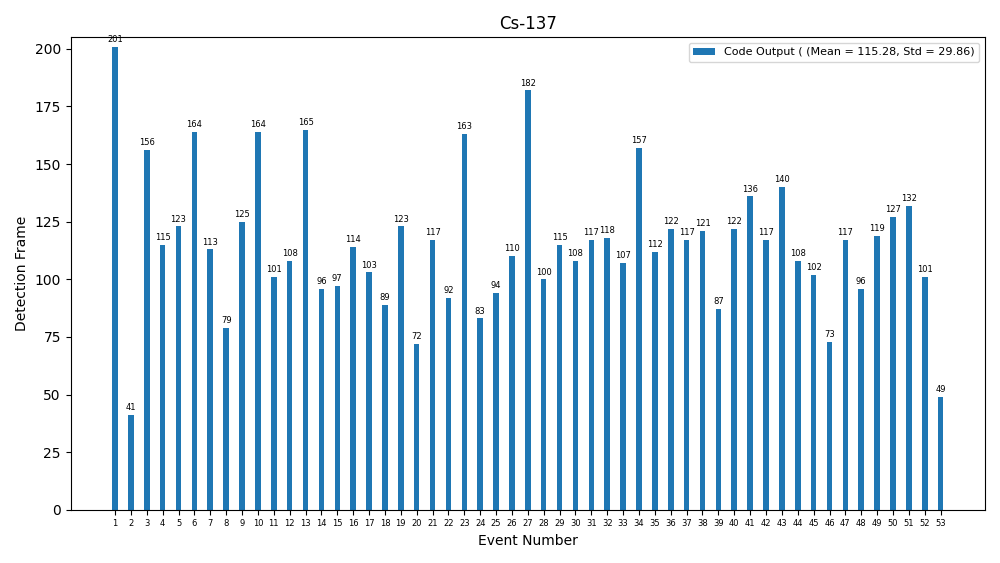 Cs-137
Code Output ( (Mean = 115.28, Std = 29.86)
Detection Frame
200
175
150
125
100
75
50
25
0
201 41 156 115 123 164 113 79 125 164 101 108 165 96 97 114 103 89 123 72 117 92 163 83 94 110 182 100 115 108 117 118 107 157 112 122 117 121 87 122 136 117 140 108 102 73 117 96 119 127 132 101 49
1 2 3 4 5 6 7 8 9 10 11 12 13 14 15 16 17 18 19 20 21 22 23 24 25 26 27 28 29 30 31 32 33 34 35 36 37 38 39 40 41 42 43 44 45 46 47 48 49 50 51 52 53
Event Number